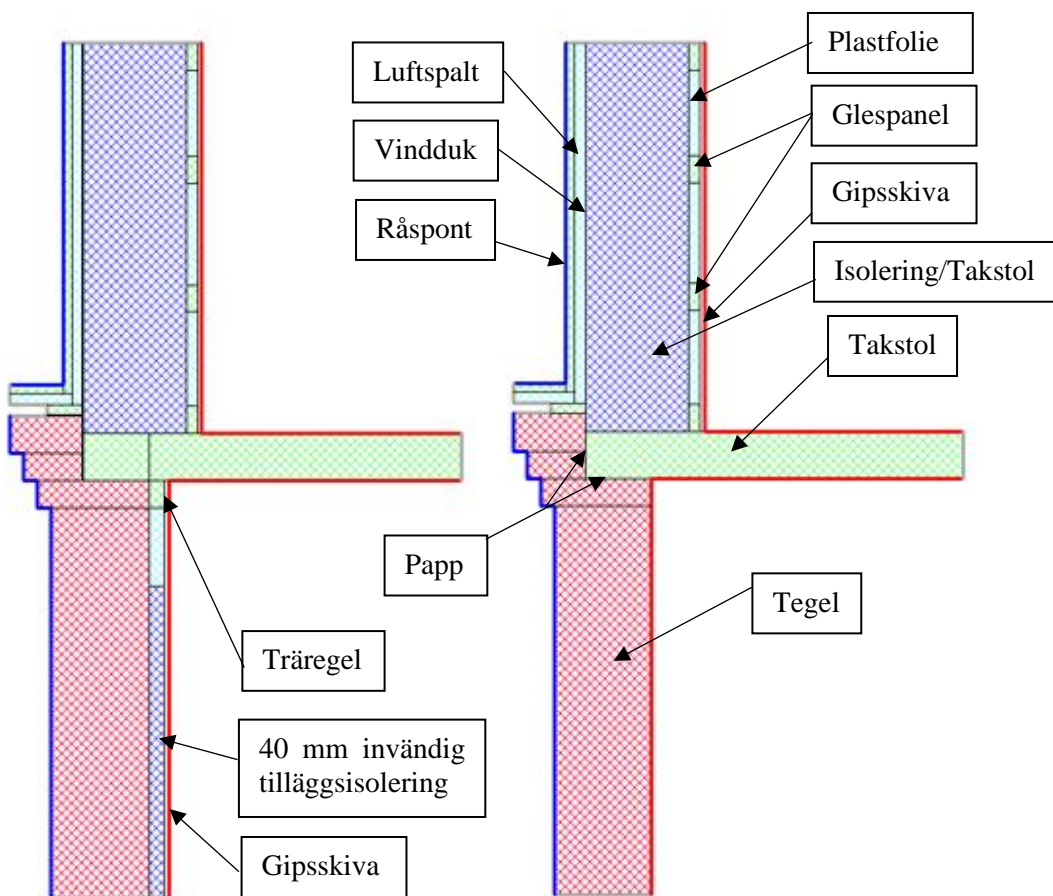 Plastfolie
Luftspalt
Glespanel
Vindduk
Gipsskiva
Råspont
Isolering/Takstol
Takstol
Papp
Tegel
Träregel
40 mm invändig
tilläggsisolering
Gipsskiva